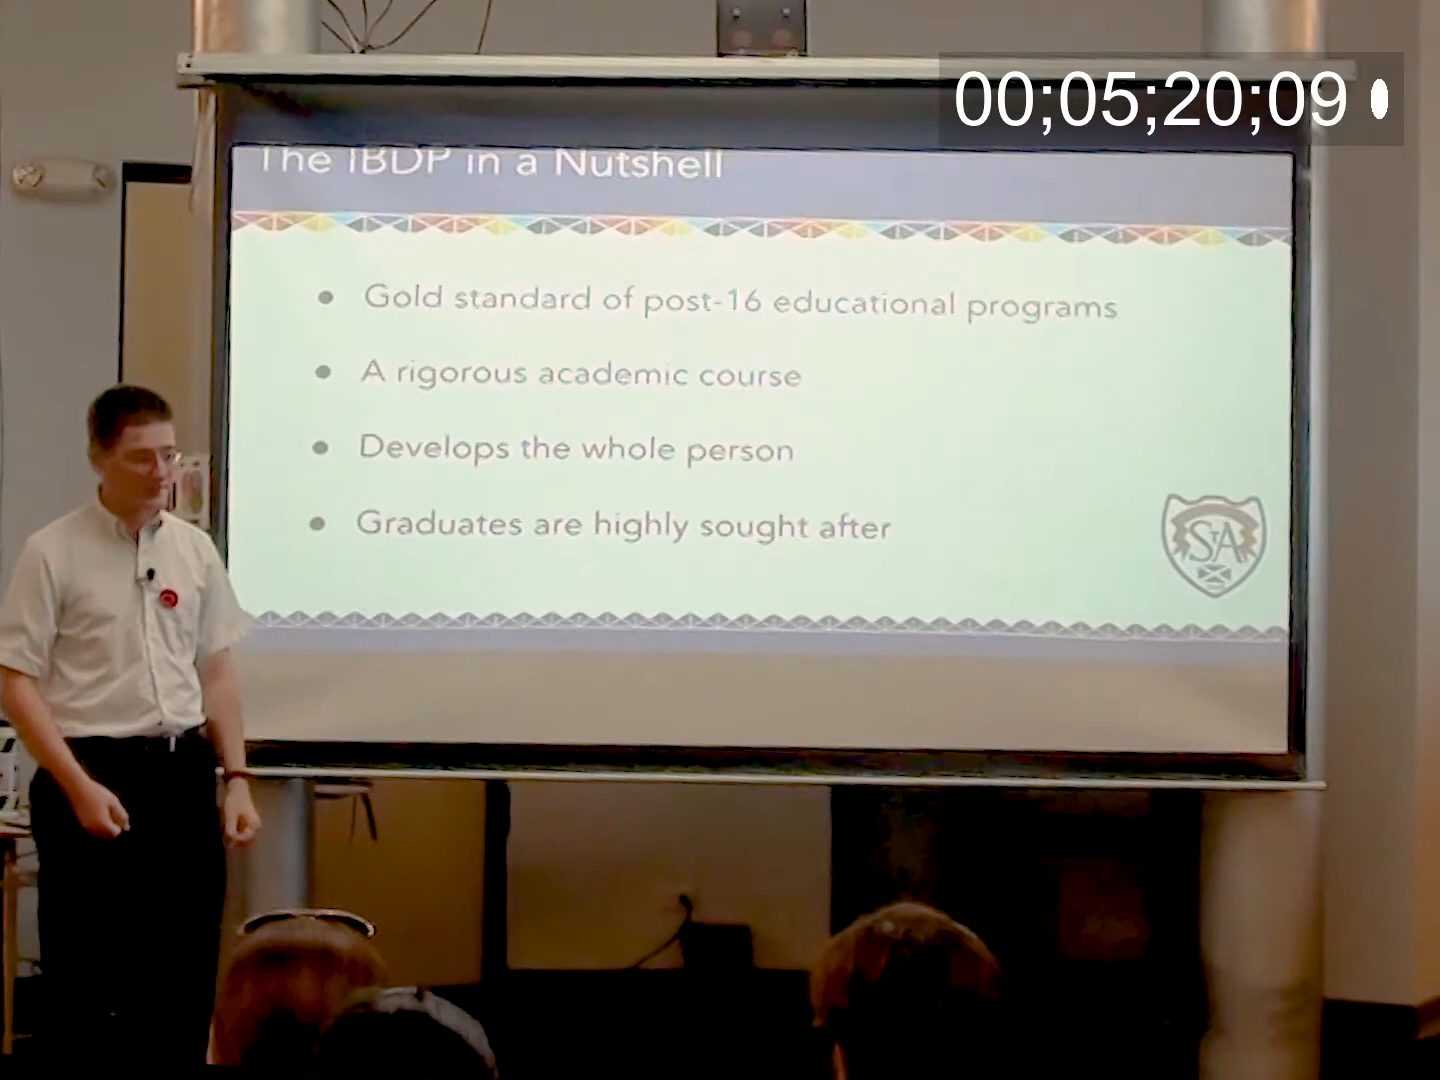 00;05;20;09
The IBDP in a Nutshell
Gold standard of post-16 educational programs
A rigorous academic course
Develops the whole person
Graduates are highly sought after
STA